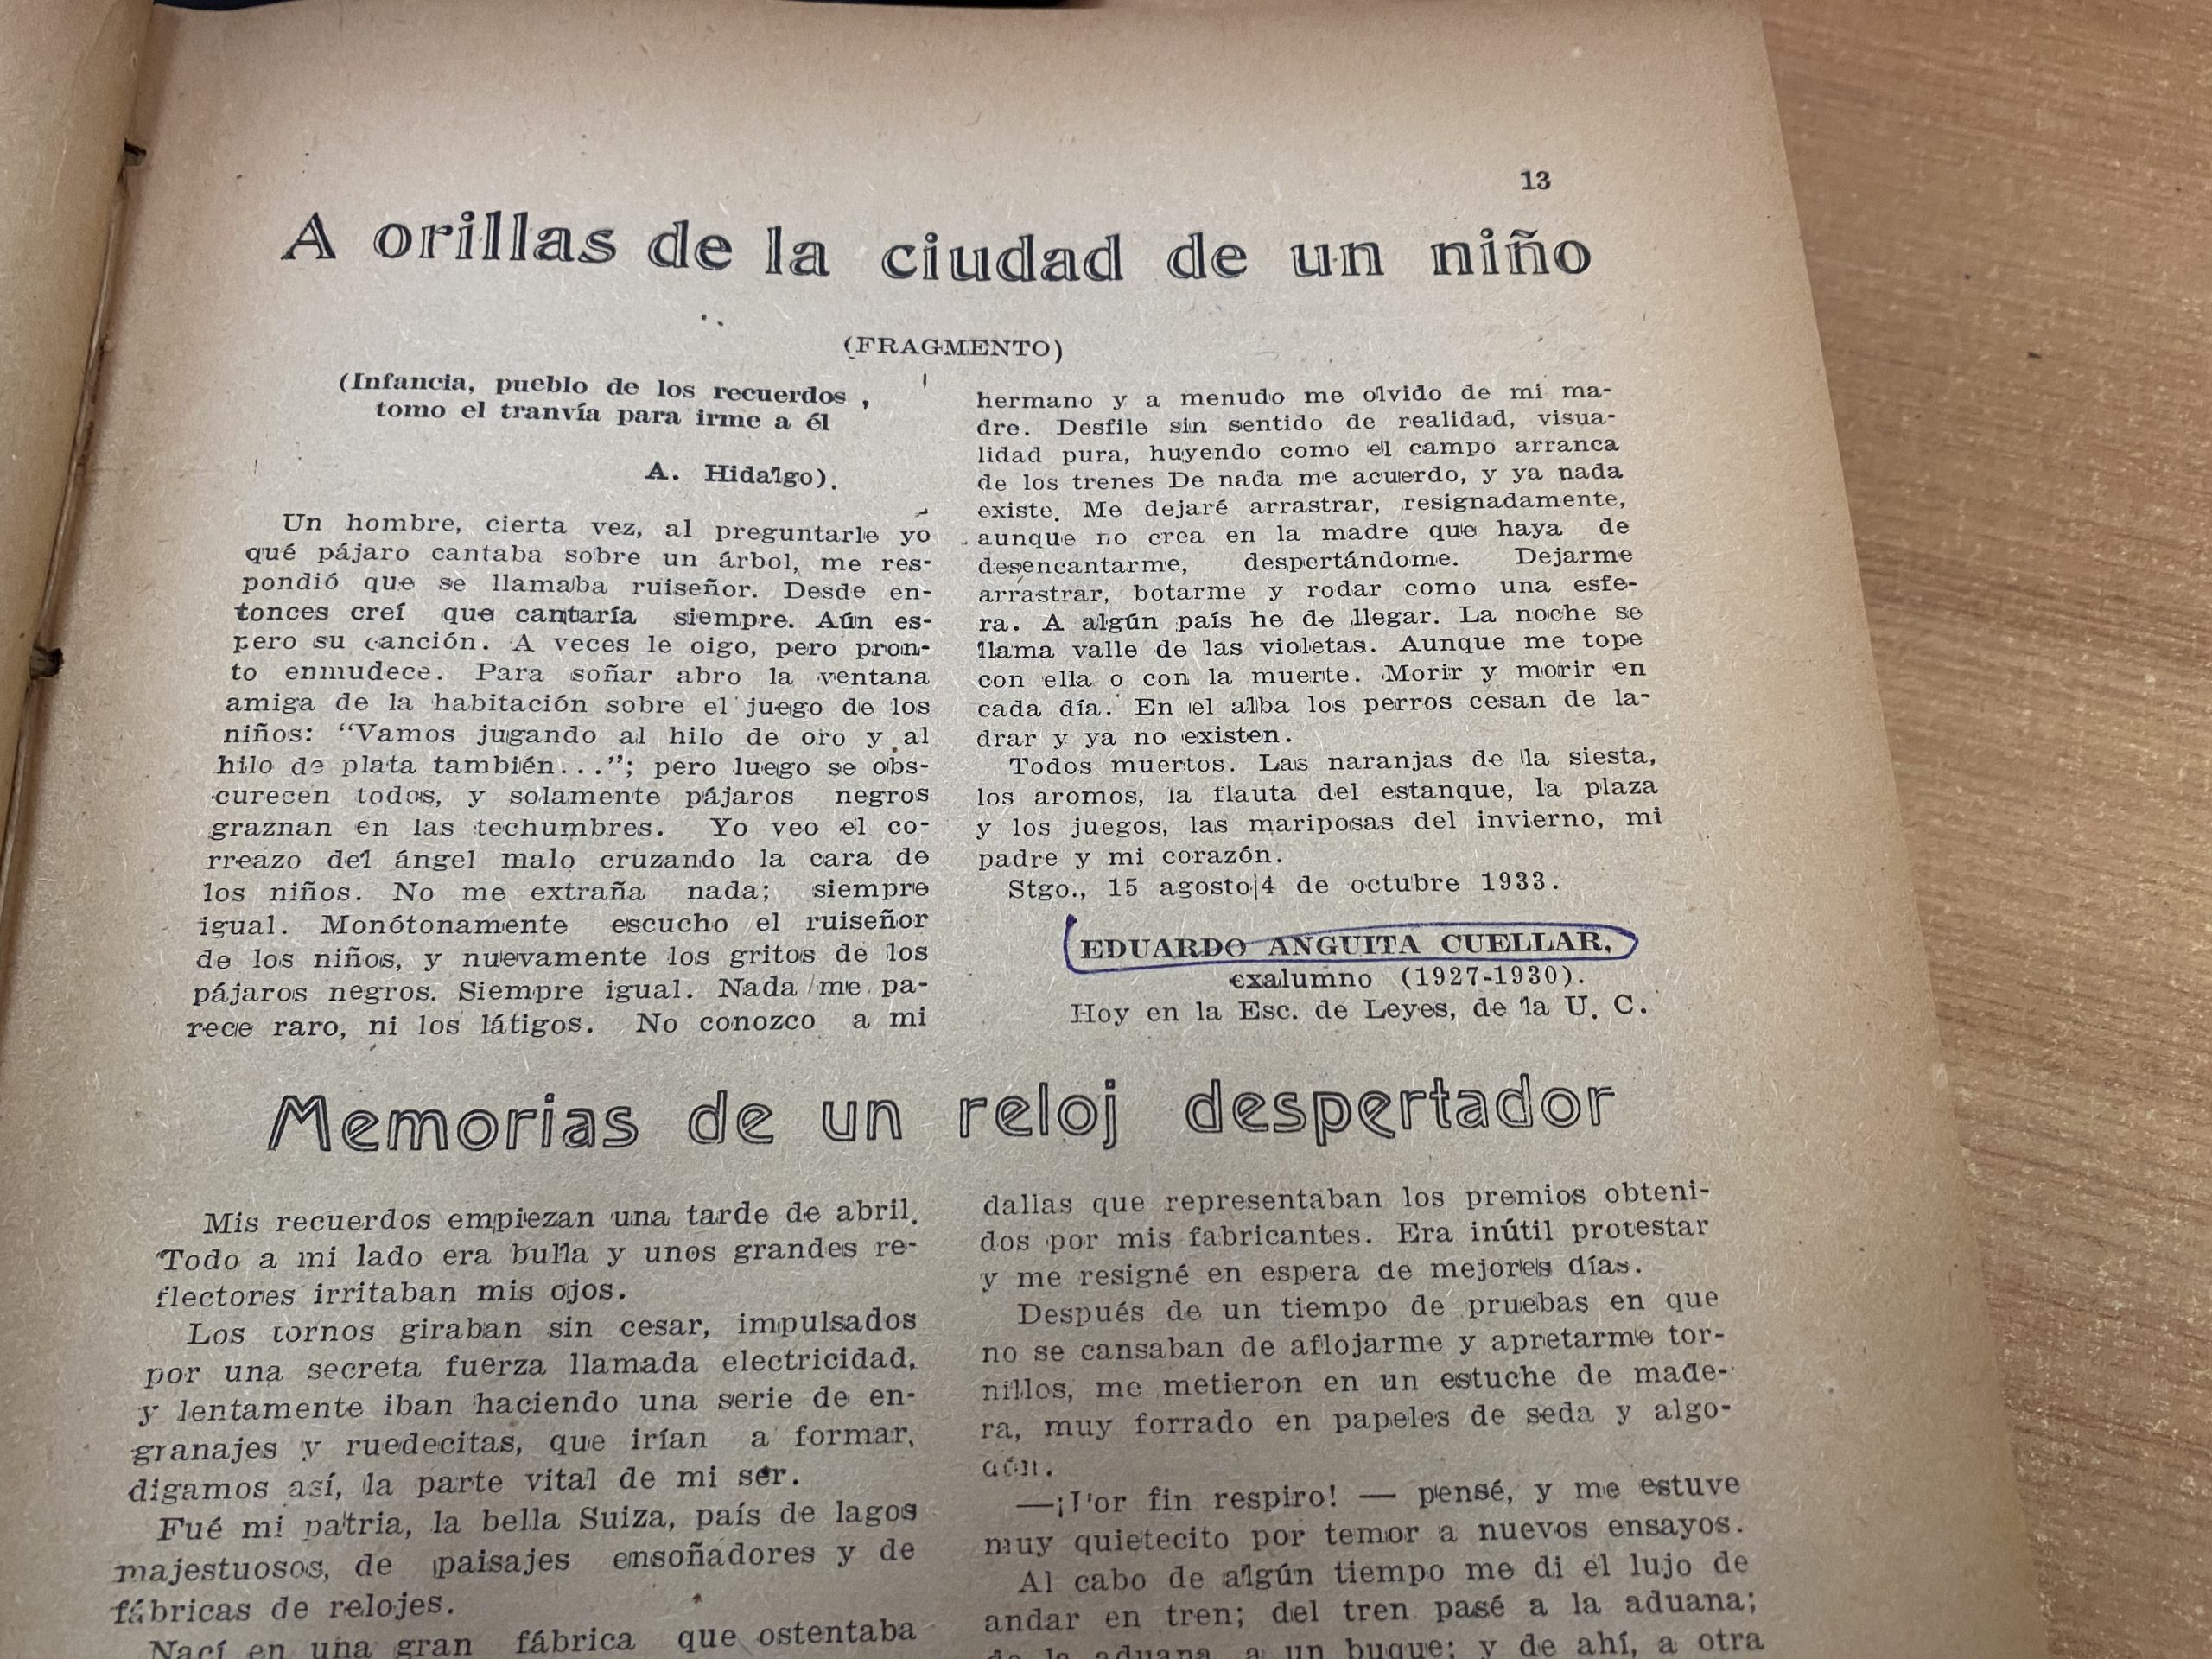 13
A orillas de la ciudad de un niño
(FRAGMENTO)
(Infancia, pueblo de los recuerdos ,
tomo el tranvía para irme a él
A. Hidalgo).
Un hombre, cierta vez, al preguntarle yo
qué pájaro cantaba sobre un árbol, me res-
pondió que se llamaba ruiseñor. Desde en-
tonces creí que cantaría siempre. Aún es-
pero su canción. A veces le oigo, pero pron-
to enmudece. Para soñar abro la ventana
amiga de la habitación sobre el juego de los
niños: "Vamos jugando al hilo de oro y al
hilo de plata también..."; pero luego se obs-
curecen todos, y solamente pájaros negros
graznan en las techumbres. Yo veo el co-
rreazo del ángel malo cruzando la cara de
los niños. No me extraña nada; siempre
igual. Monótonamente escucho el ruiseñor
de los niños, y nuevamente los gritos de los
pájaros negros. Siempre igual. Nada me pa-
rece raro, ni los látigos. No conozco a mi
hermano y a menudo me olvido de mi ma-
dre. Desfile sin sentido de realidad, visua-
lidad pura, huyendo como el campo arranca
de los trenes De nada me acuerdo, y ya nada
existe. Me dejaré arrastrar, resignadamente,
aunque no crea en la madre que haya de
desencantarme, despertándome. Dejarme
arrastrar, botarme y rodar como una esfe-
ra. A algún país he de llegar. La noche se
llama valle de las violetas. Aunque me tope
con ella o con la muerte. Morir y morir en
cada día. En el alba los perros cesan de la-
drar y ya no existen.
Todos muertos. Las naranjas de la siesta,
los aromos, la flauta del estanque, la plaza
y los juegos, las mariposas del invierno, mi
padre y mi corazón.
Stgo., 15 agosto|4 de octubre 1933.
EDUARDO ANGUITA CUELLAR,
exalumno (1927-1930).
Hoy en la Esc. de Leyes, de la U. C.
Memorias de un reloj despertador
Mis recuerdos empiezan una tarde de abril.
Todo a mi lado era bulla y unos grandes re-
flectores irritaban mis ojos.
Los tornos giraban sin cesar, impulsados
por una secreta fuerza llamada electricidad,
y lentamente iban haciendo una serie de en-
granajes y ruedecitas, que irían a formar,
digamos así, la parte vital de mi ser.
Fué mi patria, la bella Suiza, país de lagos
majestuosos, de paisajes ensoñadores y de
fábricas de relojes.
Nací en una gran fábrica que ostentaba
dallas que representaban los premios obteni-
dos por mis fabricantes. Era inútil protestar
y me resigné en espera de mejores días.
Después de un tiempo de pruebas en que
no se cansaban de aflojarme y apretarme tor-
nillos, me metieron en un estuche de made-
ra, muy forrado en papeles de seda y algo-
dón.
—¡Por fin respiro! — pensé, y me estuve
muy quietecito por temor a nuevos ensayos.
Al cabo de algún tiempo me di el lujo de
andar en tren; del tren pasé a la aduana;
de la aduana a un buque; y de ahí, a otra